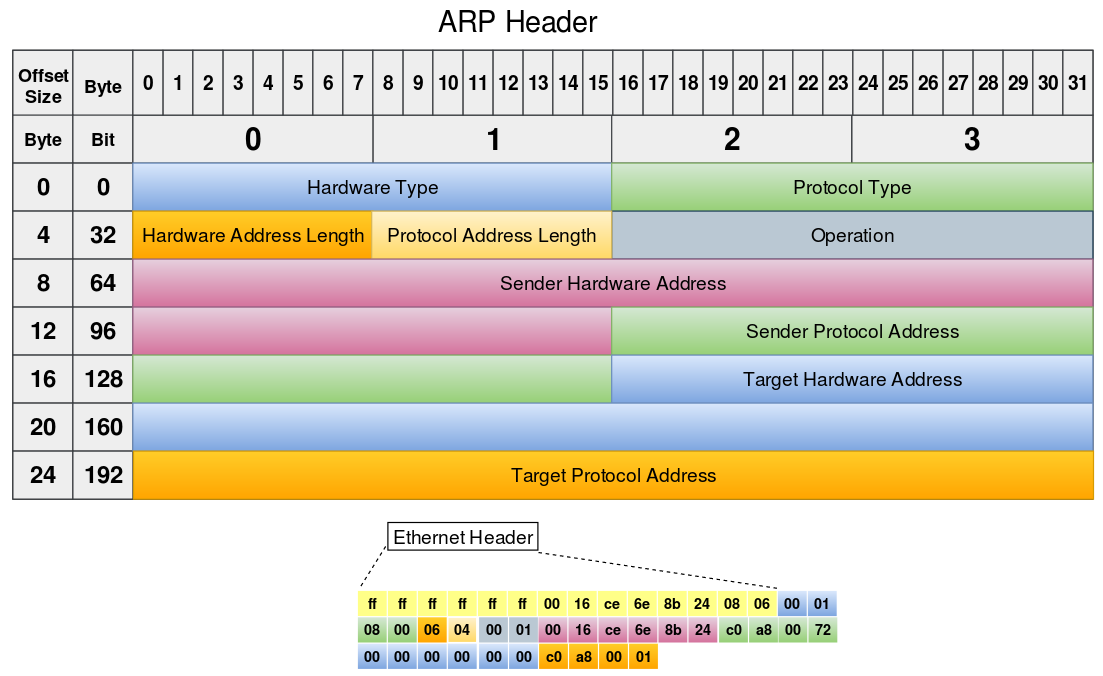 ARP Header
Offset Size Byte 0 1 2 3 4 5 6 7 8 9 10 11 12 13 14 15 16 17 18 19 20 21 22 23 24 25 26 27 28 29 30 31
Byte Bit 0 1 2 3
0 0 Hardware Type Protocol Type
4 32 Hardware Address Length Protocol Address Length Operation
8 64 Sender Hardware Address
12 96 Sender Protocol Address
16 128 Target Hardware Address
20 160
24 192 Target Protocol Address
Ethernet Header
ff ff ff ff ff ff 00 16 ce 6e 8b 24 08 06 00 01
08 00 06 04 00 01 00 16 ce 6e 8b 24 c0 a8 00 72
00 00 00 00 00 00 c0 a8 00 01